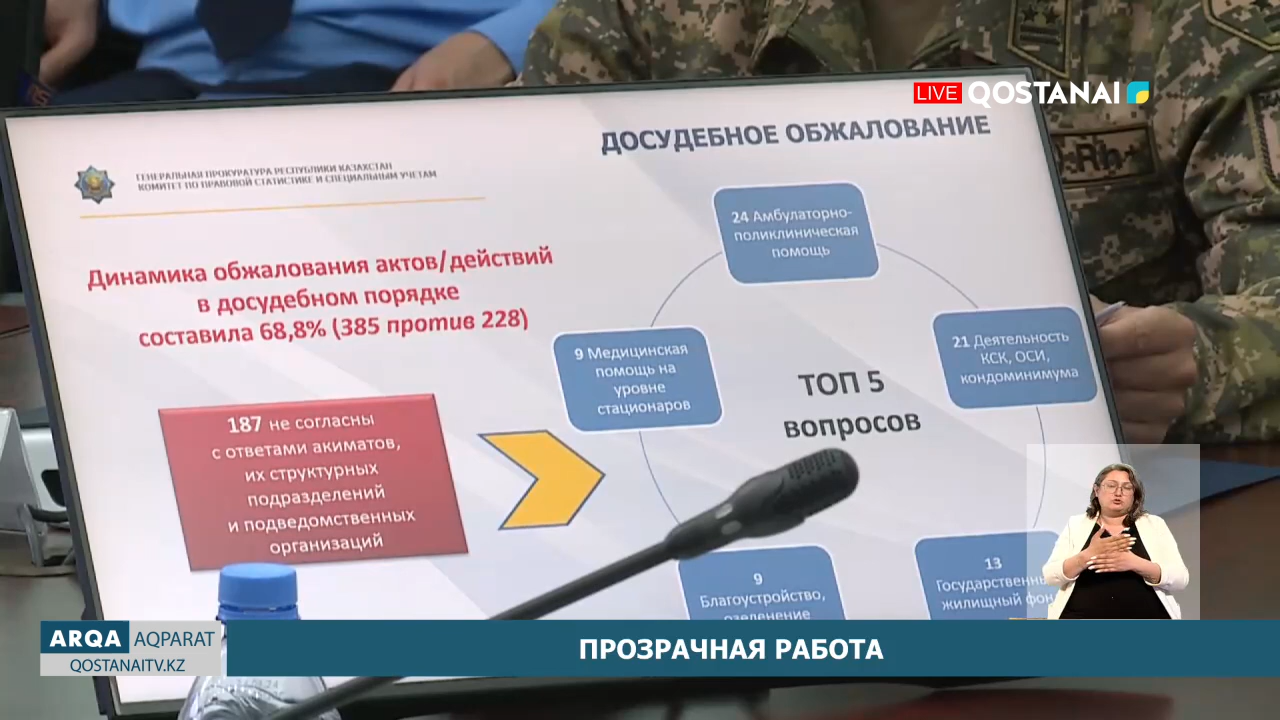 LIVE QOSTANAI
ДОСУДЕБНОЕ ОБЖАЛОВАНИЕ
ГЕНЕРАЛЬНАЯ ПРОКУРАТУРА РЕСПУБЛИКИ КАЗАХСТАН
КОМИТЕТ ПО ПРАВОВОЙ СТАТИСТИКЕ И СПЕЦИАЛЬНЫМ УЧЕТАМ
Динамика обжалования актов/действий
в досудебном порядке
составила 68,8% (385 против 228)
187 не согласны
с ответами акиматов,
их структурных
подразделений
и подведомственных
организаций
24 Амбулаторно-
поликлиническая
помощь
21 Деятельность
КСК, ОСИ,
кондоминимума
9 Медицинская
помощь на
уровне
стационаров
ТОП 5
вопросов
13
жилищный
9
Благоустройство,
озеленение
Rh
ARQA AQPARAT
QOSTANAITV.KZ
ПРОЗРАЧНАЯ РАБОТА